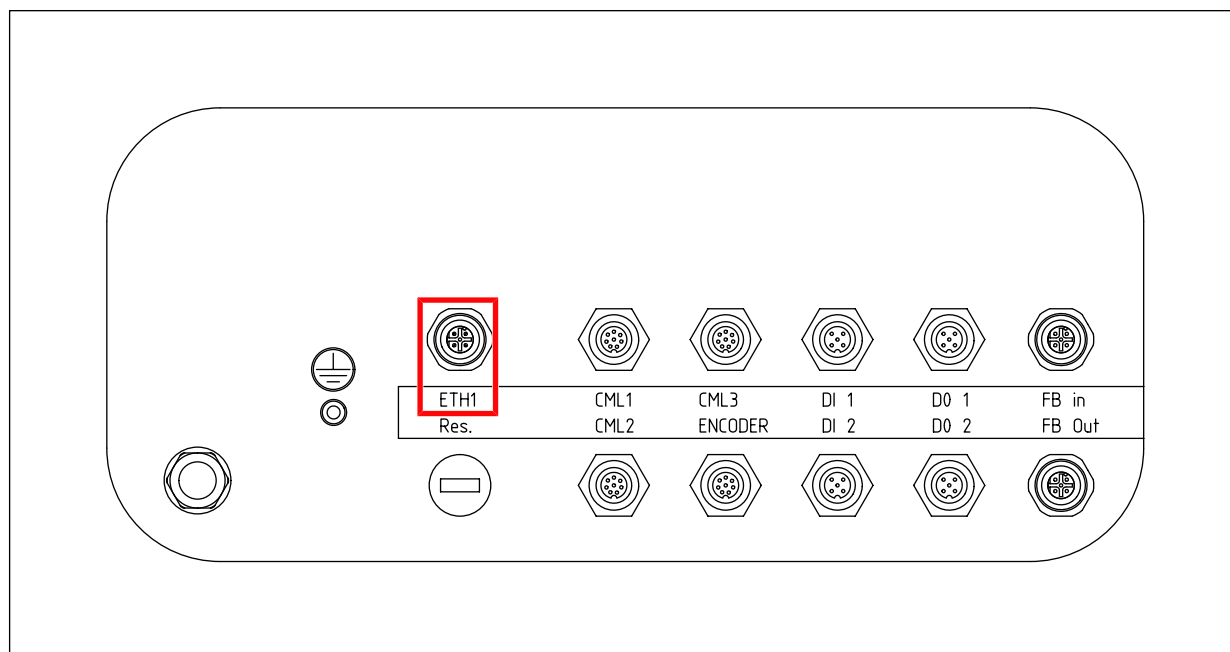 ETH1 CML1 CML3 DI 1 DO 1 FB in
Res. CML2 ENCODER DI 2 DO 2 FB Out